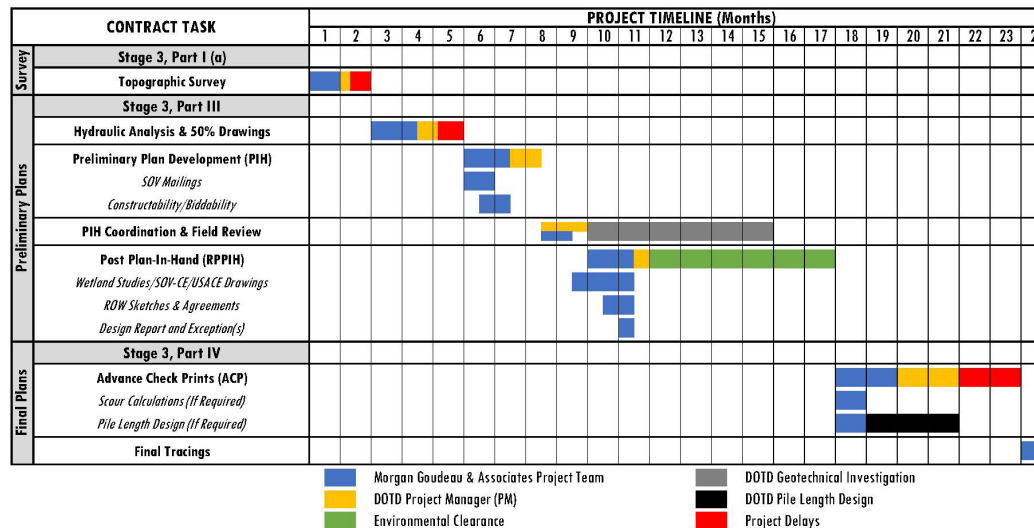 CONTRACT TASK
PROJECT TIMELINE (Months)
1 2 3 4 5 6 7 8 9 10 11 12 13 14 15 16 17 18 19 20 21 22 23
Survey
Stage 3, Part I (a)
Topographic Survey
Preliminary Plans
Stage 3, Part III
Hydraulic Analysis & 50% Drawings
Preliminary Plan Development (PIH)
SOV Mailings
Constructability/Biddability
PIH Coordination & Field Review
Post Plan-In-Hand (RPPIH)
Wetland Studies/SOV-CE/USACE Drawings
ROW Sketches & Agreements
Design Report and Exception(s)
Final Plans
Stage 3, Part IV
Advance Check Prints (ACP)
Scour Calculations (If Required)
Pile Length Design (If Required)
Final Tracings
Morgan Goudeau & Associates Project Team
DOTD Geotechnical Investigation
DOTD Project Manager (PM)
DOTD Pile Length Design
Environmental Clearance
Project Delays